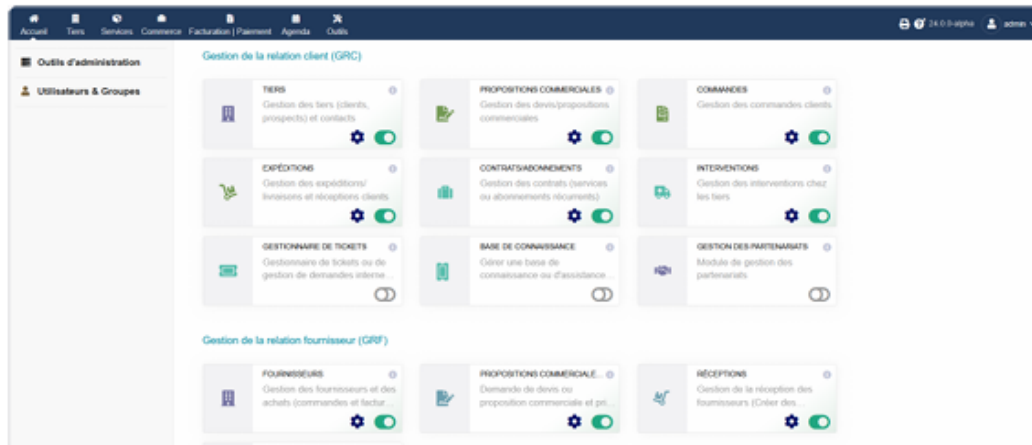 Accueil Tiers Services Commerce Facturation | Paiement Agenda Outils 24.0.0-alpha admin
Outils d'administration
Utilisateurs & Groupes
Gestion de la relation client (GRC)
TIERS
Gestion des tiers (clients,
prospects) et contacts
PROPOSITIONS COMMERCIALES
Gestion des devis/propositions
commerciales
COMMANDES
Gestion des commandes clients
EXPÉDITIONS
Gestion des expéditions/
livraisons et réceptions clients
CONTRATS/ABONNEMENTS
Gestion des contrats (services
ou abonnements récurrents)
INTERVENTIONS
Gestion des interventions chez
les tiers
GESTIONNAIRE DE TICKETS
Gestionnaire de tickets ou de
gestion de demandes interne...
BASE DE CONNAISSANCE
Gérer une base de
connaissance ou d'assistance...
GESTION DES PARTENARIATS
Module de gestion des
partenariats
Gestion de la relation fournisseur (GRF)
FOURNISSEURS
Gestion des fournisseurs et des
achats (commandes et factur...
PROPOSITIONS COMMERCIALE...
Demande de devis ou
proposition commerciale et pri...
RÉCEPTIONS
Gestion de la réception des
fournisseurs (Créer des...